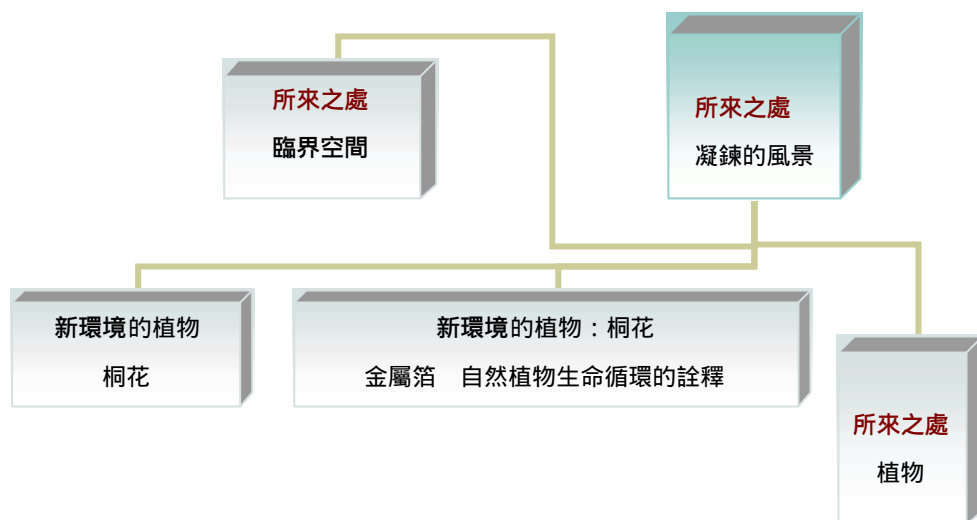 所來之處
臨界空間
所來之處
凝鍊的風景
新環境的植物
桐花
新環境的植物：桐花
金屬箔　自然植物生命循環的詮釋
所來之處
植物